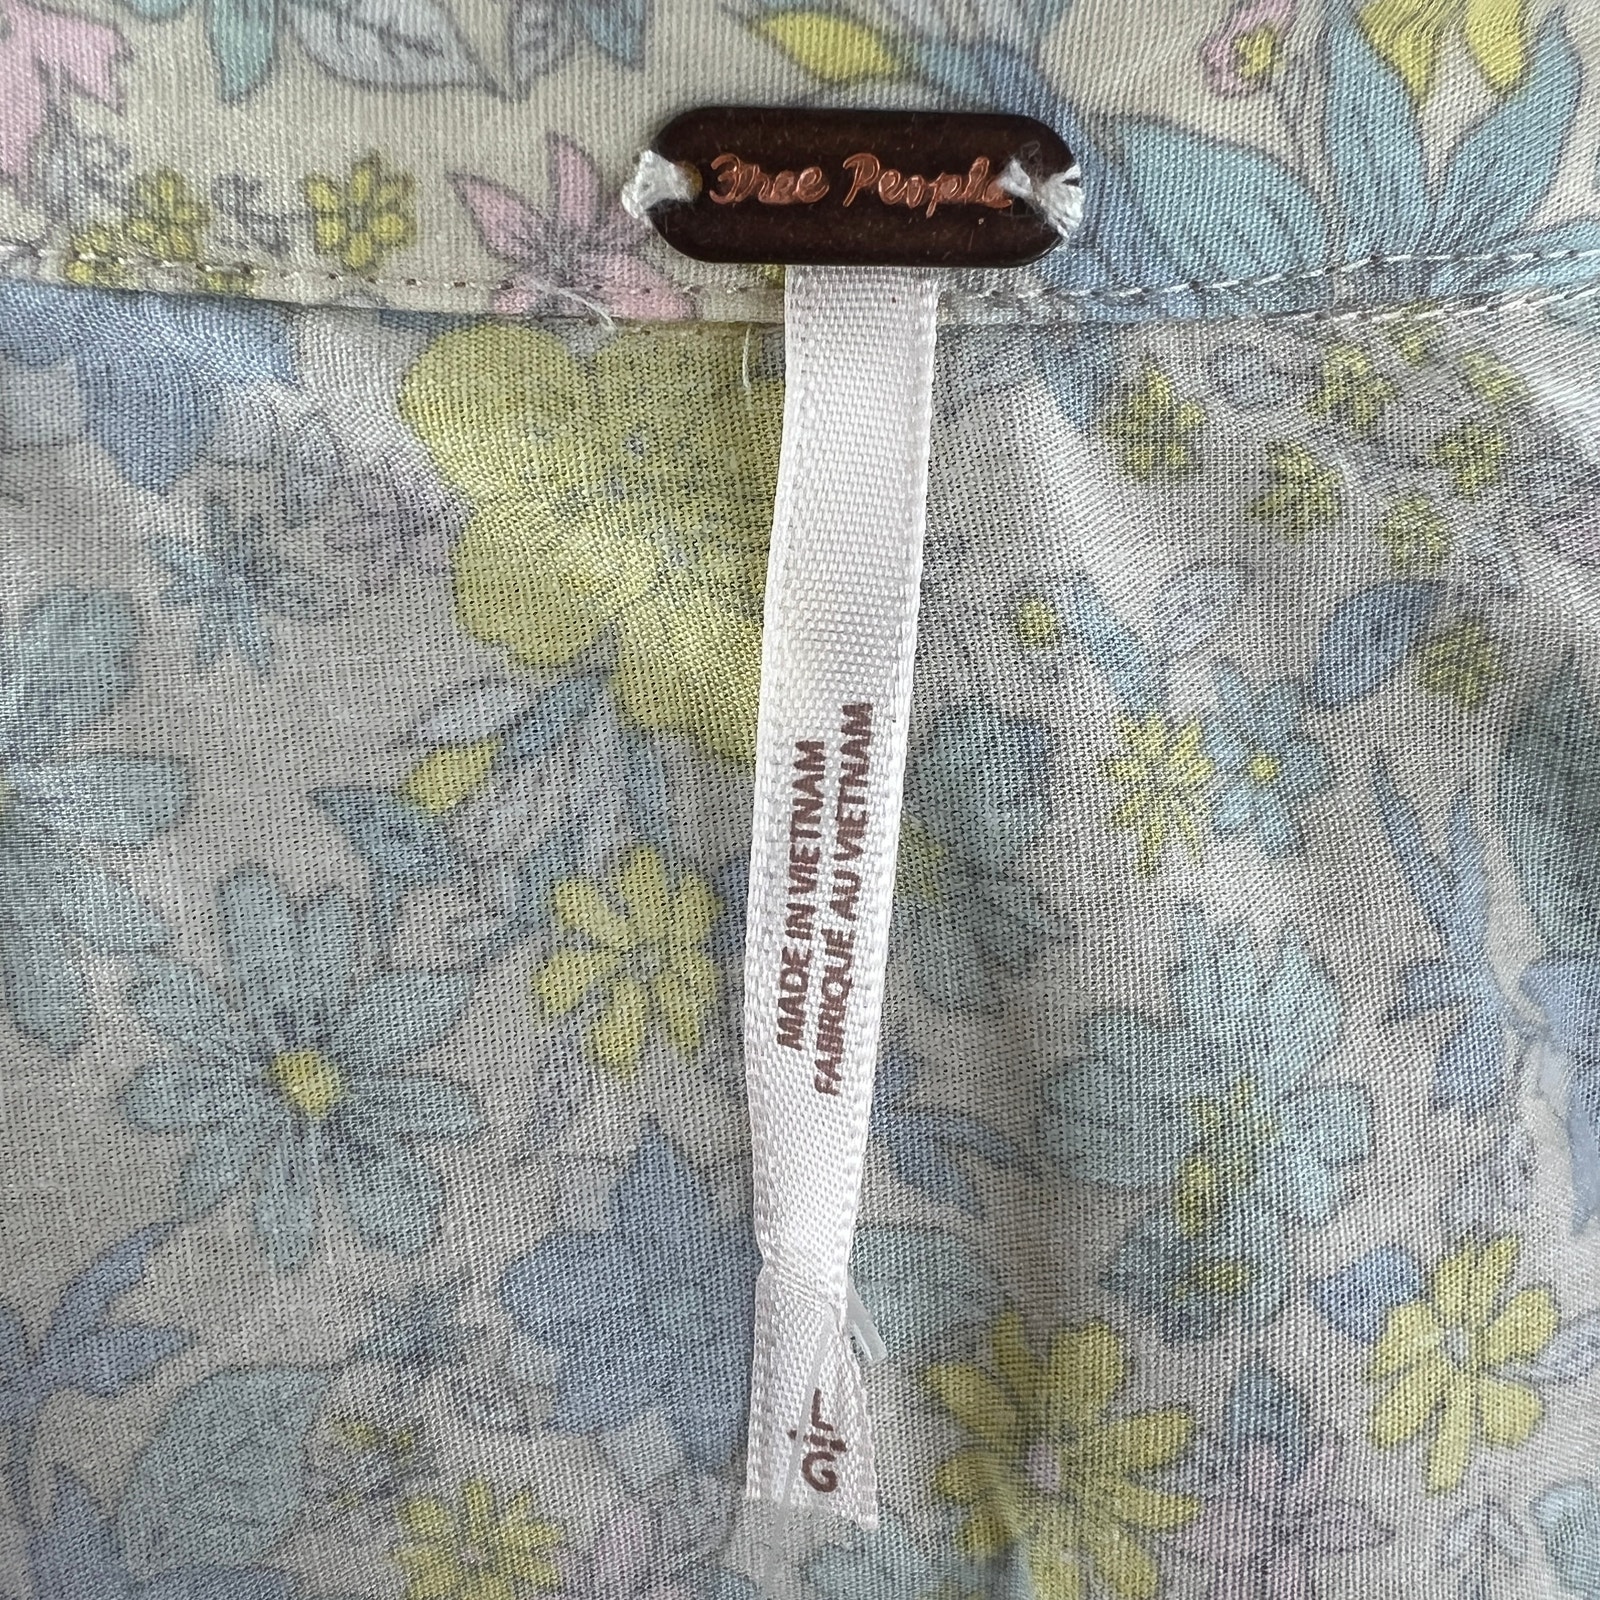 Free People
MADE IN VIETNAM
FABRIQUE AU VIETNAM